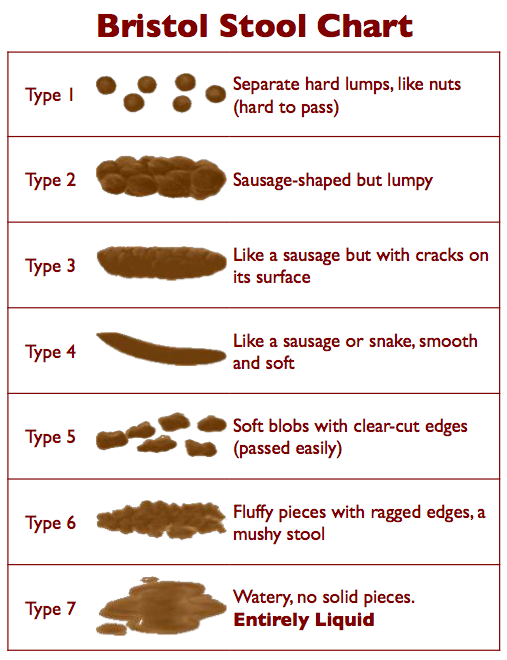 Bristol Stool Chart
Type 1
Separate hard lumps, like nuts
(hard to pass)
Type 2
Sausage-shaped but lumpy
Type 3
Like a sausage but with cracks on
its surface
Type 4
Like a sausage or snake, smooth
and soft
Type 5
Soft blobs with clear-cut edges
(passed easily)
Type 6
Fluffy pieces with ragged edges, a
mushy stool
Type 7
Watery, no solid pieces.
Entirely Liquid